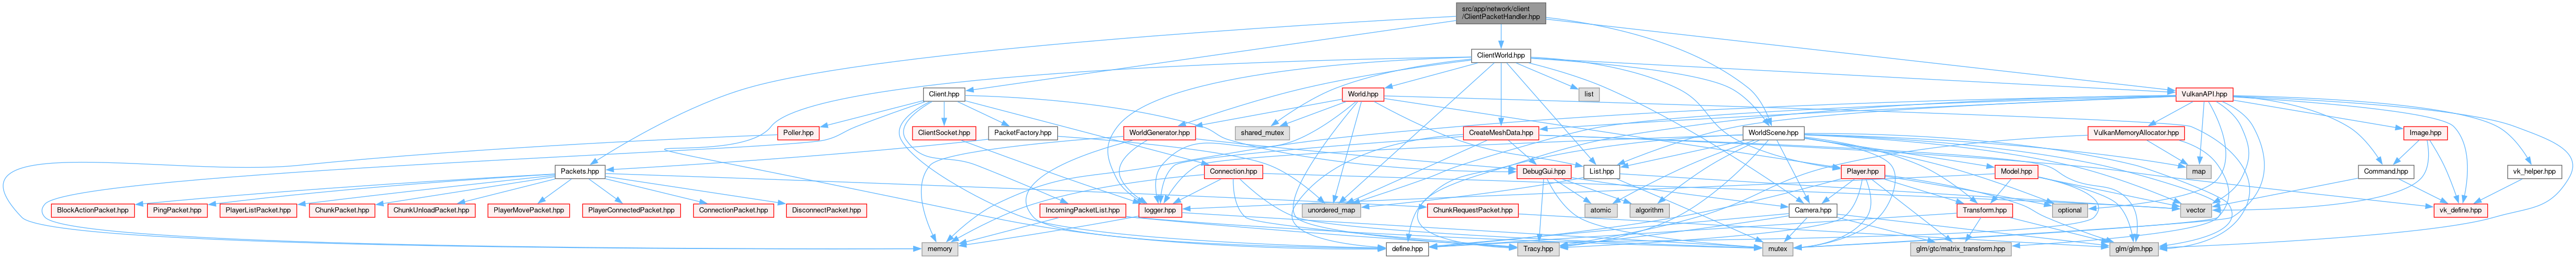 src/app/network/client
/ClientPacketHandler.hpp
ClientWorld.hpp
Client.hpp
World.hpp
list
VulkanAPI.hpp
Poller.hpp
ClientSocket.hpp
PacketFactory.hpp
WorldGenerator.hpp
shared_mutex
CreateMeshData.hpp
WorldScene.hpp
VulkanMemoryAllocator.hpp
Image.hpp
Packets.hpp
Connection.hpp
DebugGui.hpp
List.hpp
Player.hpp
Model.hpp
map
Command.hpp
vk_helper.hpp
BlockActionPacket.hpp
PingPacket.hpp
PlayerListPacket.hpp
ChunkPacket.hpp
ChunkUnloadPacket.hpp
PlayerMovePacket.hpp
PlayerConnectedPacket.hpp
ConnectionPacket.hpp
DisconnectPacket.hpp
IncomingPacketList.hpp
logger.hpp
unordered_map
ChunkRequestPacket.hpp
atomic
algorithm
Camera.hpp
Transform.hpp
optional
vector
vk_define.hpp
memory
define.hpp
Tracy.hpp
mutex
glm/gtc/matrix_transform.hpp
glm/glm.hpp